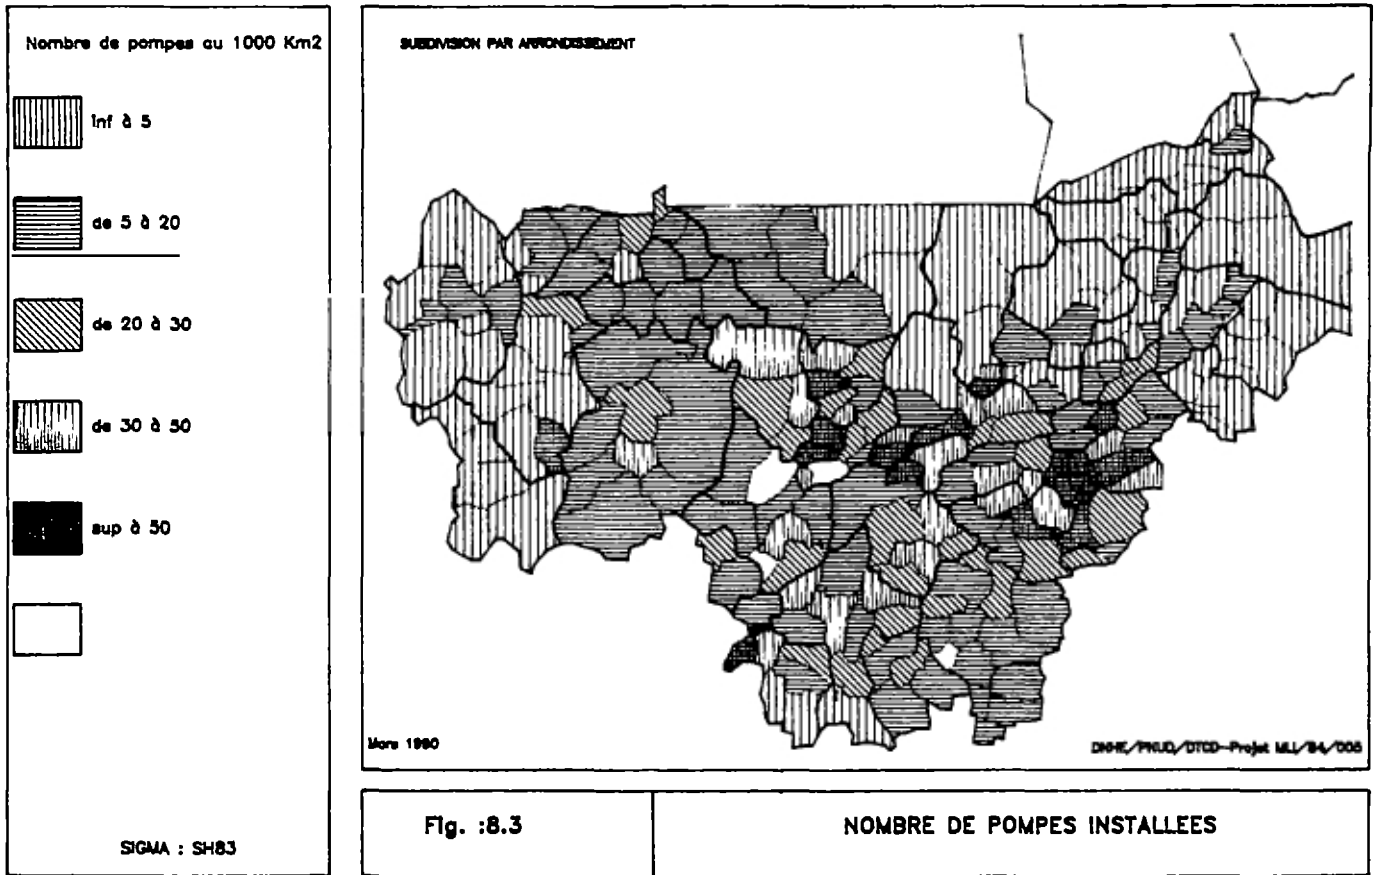 Nombre de pompes au 1000 Km2
inf à 5
de 5 à 20
de 20 à 30
de 30 à 50
sup à 50
SIGMA : SH83
SUBDIVISION PAR ARRONDISSEMENT
Mars 1990
DNHE/PNUD/DTCD-Projet MLI/84/005
Fig. :8.3
NOMBRE DE POMPES INSTALLEES